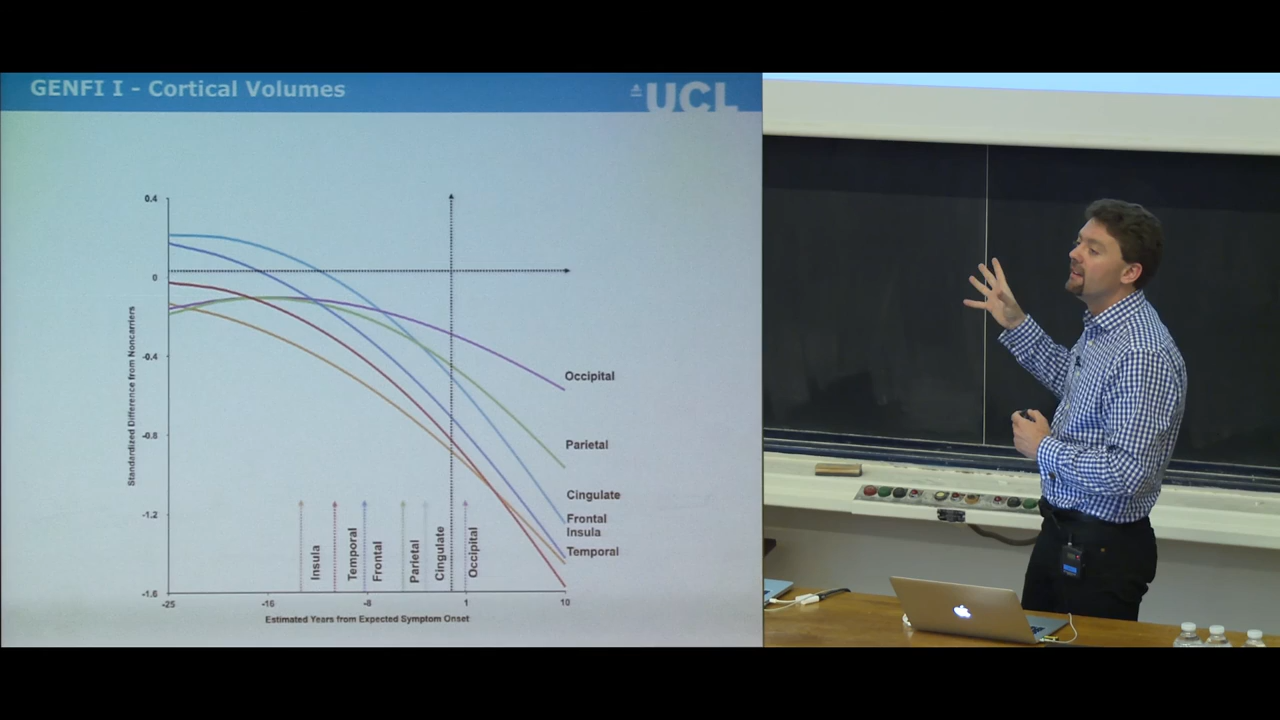 GENFI I - Cortical Volumes
UCL
0.4
0
-0.4
-0.8
-1.2
-1.6
Standardized Difference from Noncarriers
Occipital
Parietal
Cingulate
Frontal
Insula
Temporal
Insula
Temporal
Frontal
Parietal
Cingulate
Occipital
-25
-16
-8
1
10
Estimated Years from Expected Symptom Onset